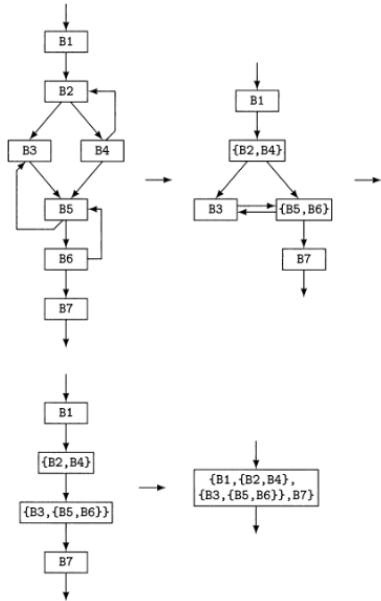 B1
B2
B3
B4
B5
B6
B7
B1
{B2,B4}
B3
{B5,B6}
B7
B1
{B2,B4}
{B3,{B5,B6}}
B7
{B1,{B2,B4},
{B3,{B5,B6}},B7}